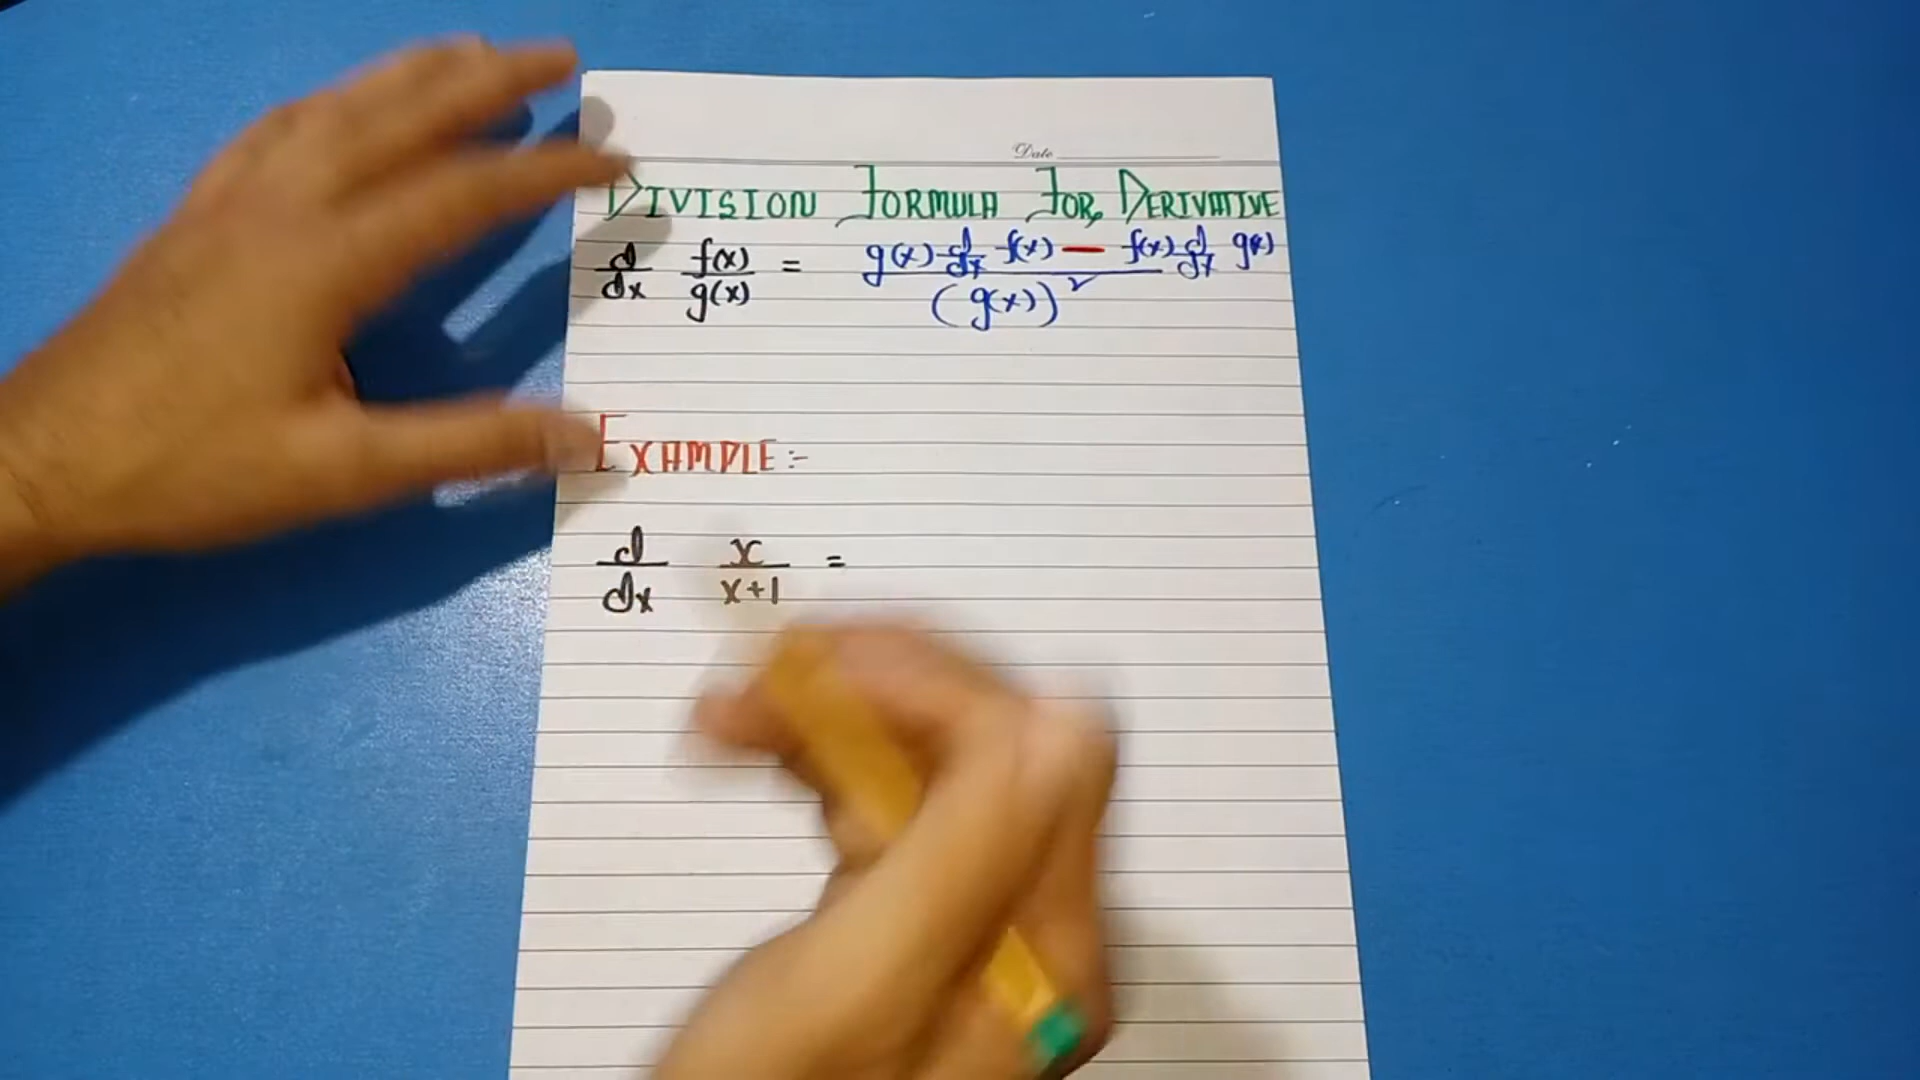 Date
DIVISION FORMULA FOR DERIVATIVE
d/dx f(x)/g(x) = g(x) d/dx f(x) — f(x) d/dx g(x) / (g(x))²
EXAMPLE:-
d/dx x/x+1 =